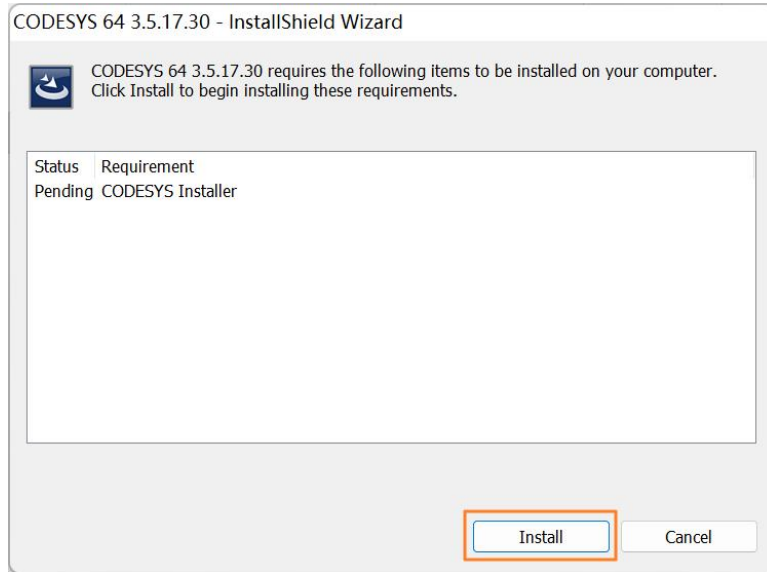 CODESYS 64 3.5.17.30 - InstallShield Wizard
CODESYS 64 3.5.17.30 requires the following items to be installed on your computer.
Click Install to begin installing these requirements.
Status Requirement
Pending CODESYS Installer
Install Cancel